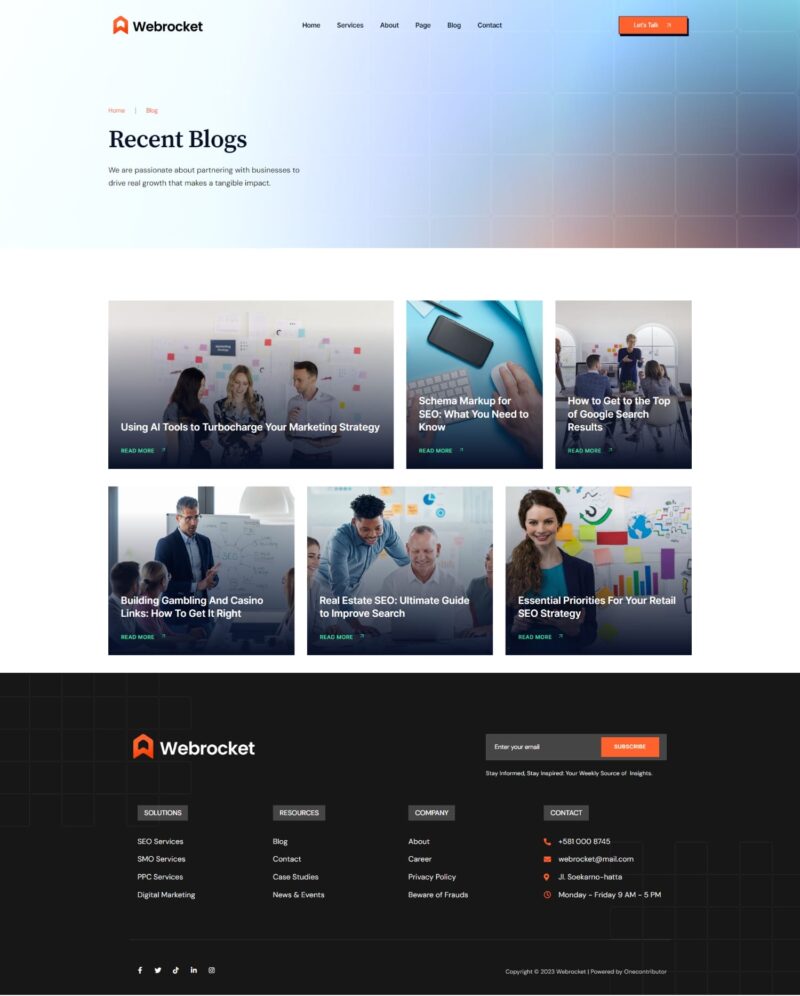 Webrocket
Home Services About Page Blog Contact
Let's Talk
Home | Blog
Recent Blogs
We are passionate about partnering with businesses to
drive real growth that makes a tangible impact.
Using AI Tools to Turbocharge Your Marketing Strategy
READ MORE
Schema Markup for
SEO: What You Need to
Know
READ MORE
How to Get to the Top
of Google Search
Results
READ MORE
Building Gambling And Casino
Links: How To Get It Right
READ MORE
Real Estate SEO: Ultimate Guide
to Improve Search
READ MORE
Essential Priorities For Your Retail
SEO Strategy
READ MORE
Webrocket
Enter your email
SUBSCRIBE
Stay Informed, Stay Inspired: Your Weekly Source of Insights.
SOLUTIONS
SEO Services
SMO Services
PPC Services
Digital Marketing
RESOURCES
Blog
Contact
Case Studies
News & Events
COMPANY
About
Career
Privacy Policy
Beware of Frauds
CONTACT
+581 000 8745
webrocket@mail.com
Jl. Soekarno-hatta
Monday - Friday 9 AM - 5 PM
Copyright © 2023 Webrocket | Powered by Onecontributor